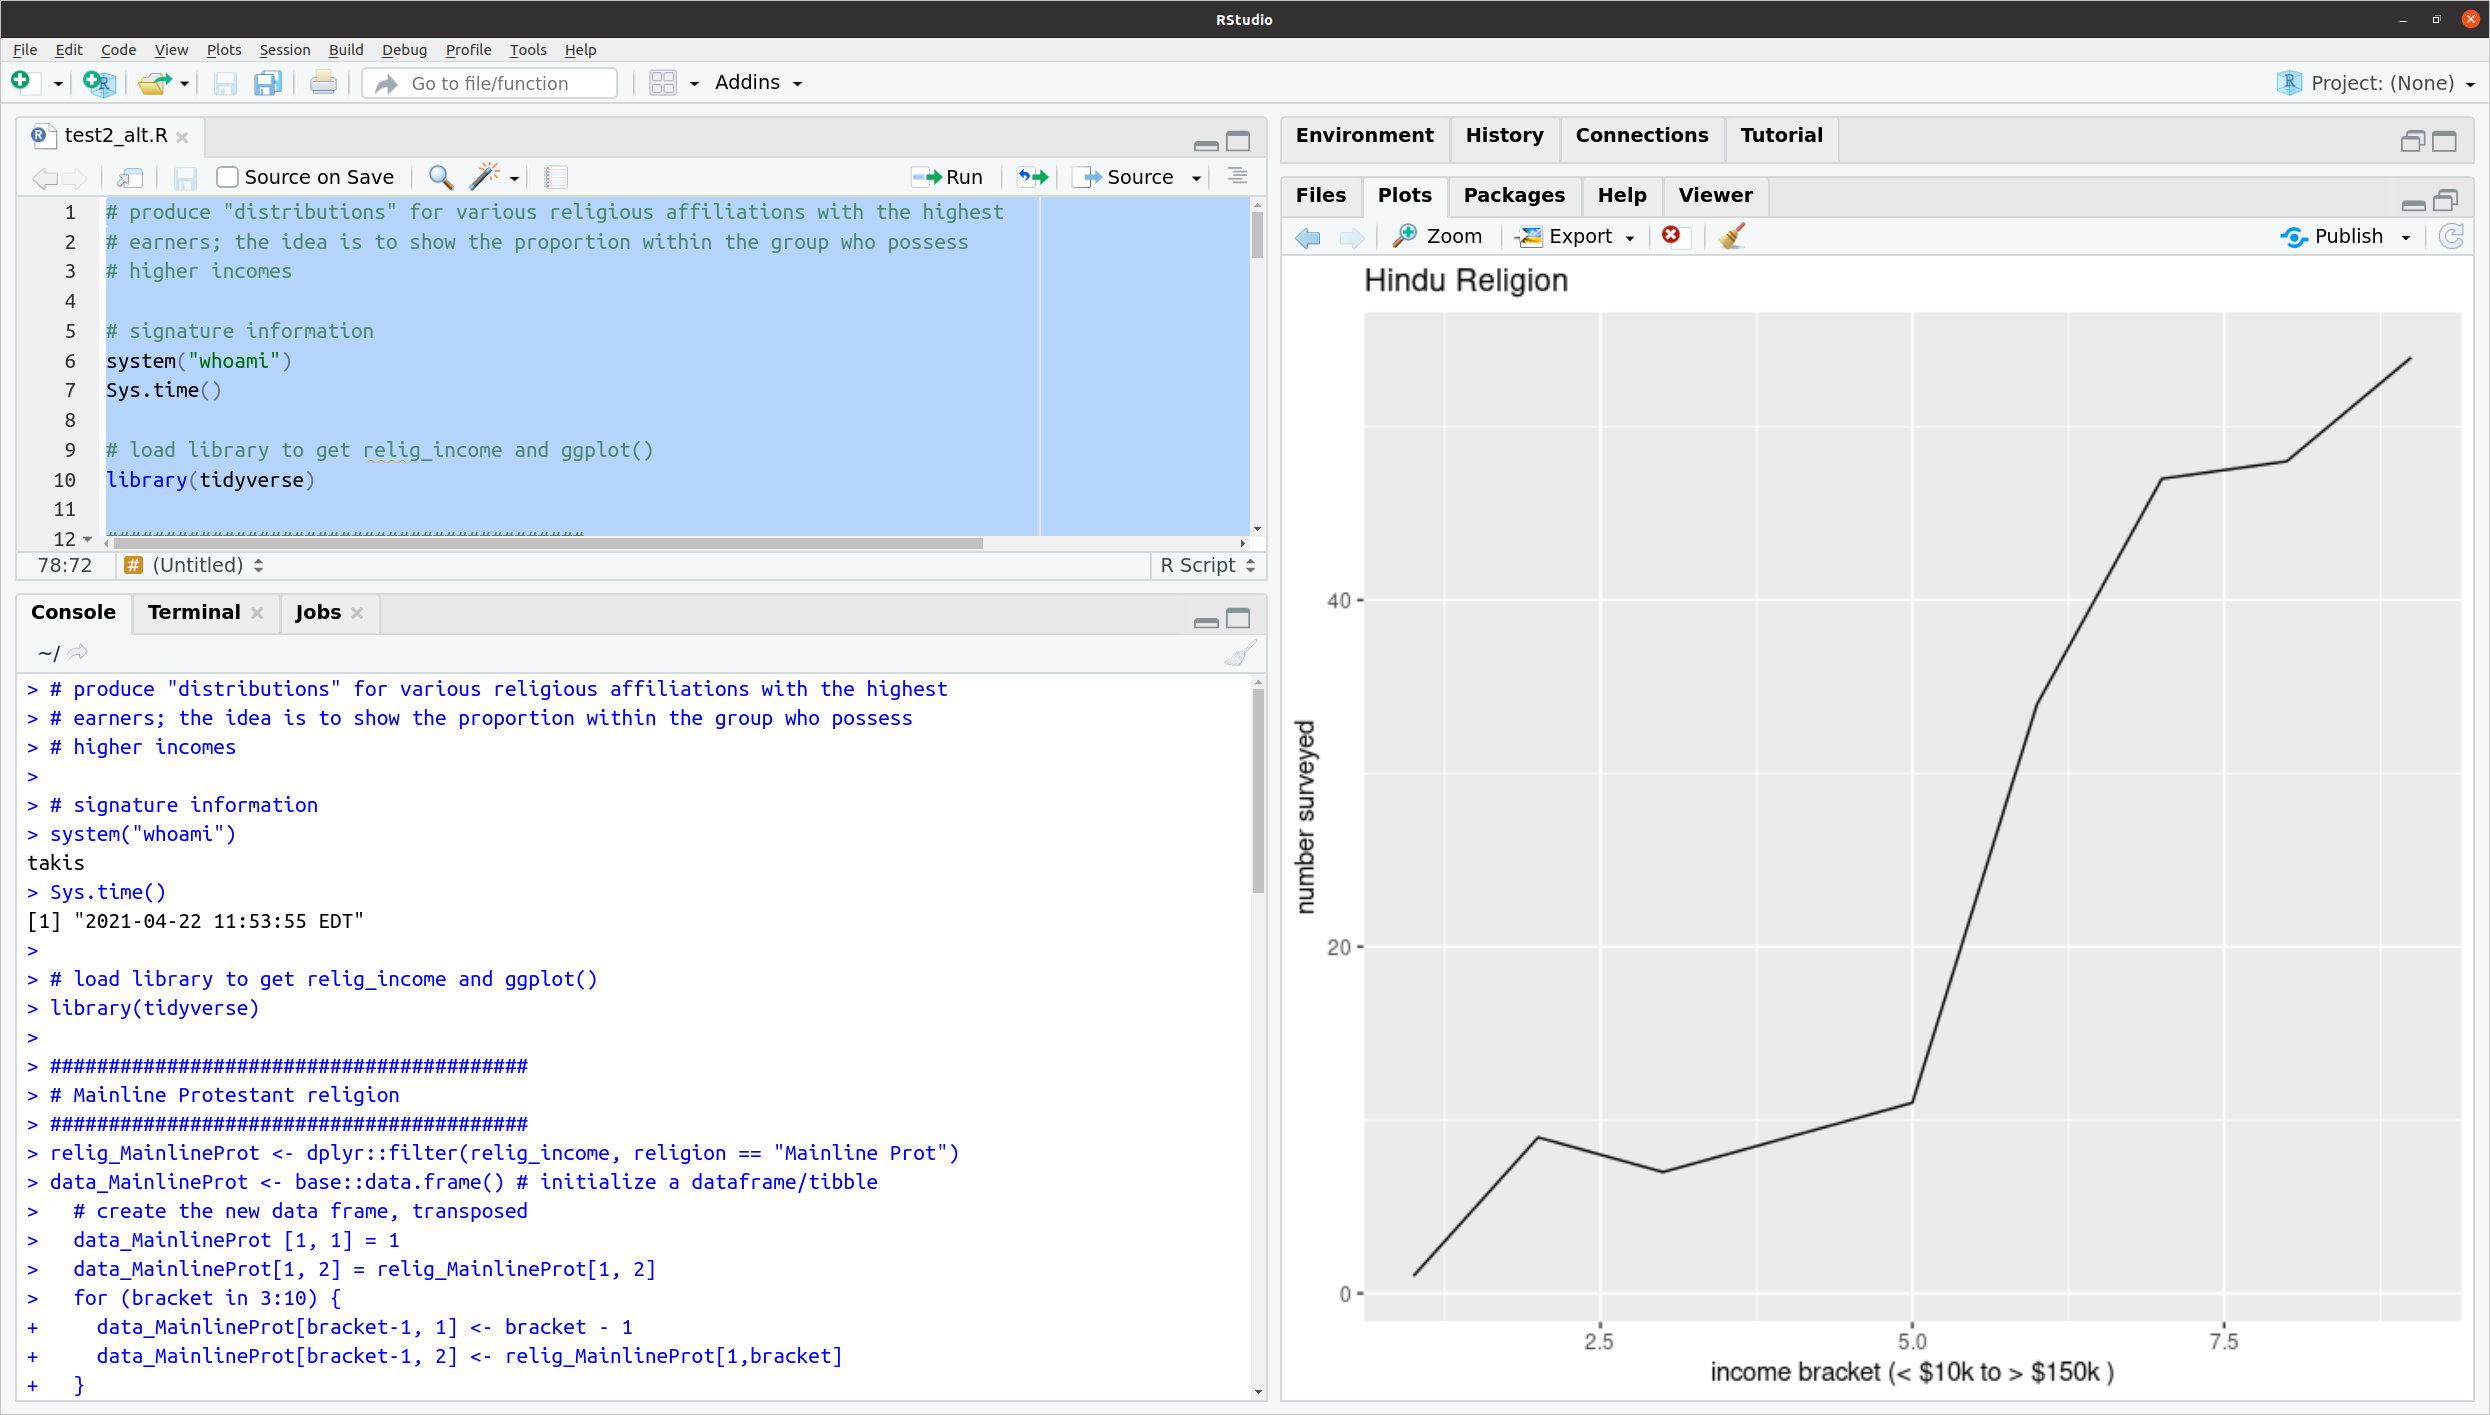 RStudio
File Edit Code View Plots Session Build Debug Profile Tools Help
Go to file/function Addins Project: (None)
test2_alt.R
Source on Save Run Source
1 # produce "distributions" for various religious affiliations with the highest
2 # earners; the idea is to show the proportion within the group who possess
3 # higher incomes
4
5 # signature information
6 system("whoami")
7 Sys.time()
8
9 # load library to get relig_income and ggplot()
10 library(tidyverse)
11
12 #########################################
78:72 # (Untitled) R Script
Console Terminal Jobs
~/
> # produce "distributions" for various religious affiliations with the highest
> # earners; the idea is to show the proportion within the group who possess
> # higher incomes
>
> # signature information
> system("whoami")
takis
> Sys.time()
[1] "2021-04-22 11:53:55 EDT"
>
> # load library to get relig_income and ggplot()
> library(tidyverse)
>
> #########################################
> # Mainline Protestant religion
> #########################################
> relig_MainlineProt <- dplyr::filter(relig_income, religion == "Mainline Prot")
> data_MainlineProt <- base::data.frame() # initialize a dataframe/tibble
>   # create the new data frame, transposed
>   data_MainlineProt [1, 1] = 1
>   data_MainlineProt[1, 2] = relig_MainlineProt[1, 2]
>   for (bracket in 3:10) {
+     data_MainlineProt[bracket-1, 1] <- bracket - 1
+     data_MainlineProt[bracket-1, 2] <- relig_MainlineProt[1,bracket]
+   }
Environment History Connections Tutorial
Files Plots Packages Help Viewer
Zoom Export Publish
Hindu Religion
number surveyed
40
20
0
2.5 5.0 7.5
income bracket (< $10k to > $150k )